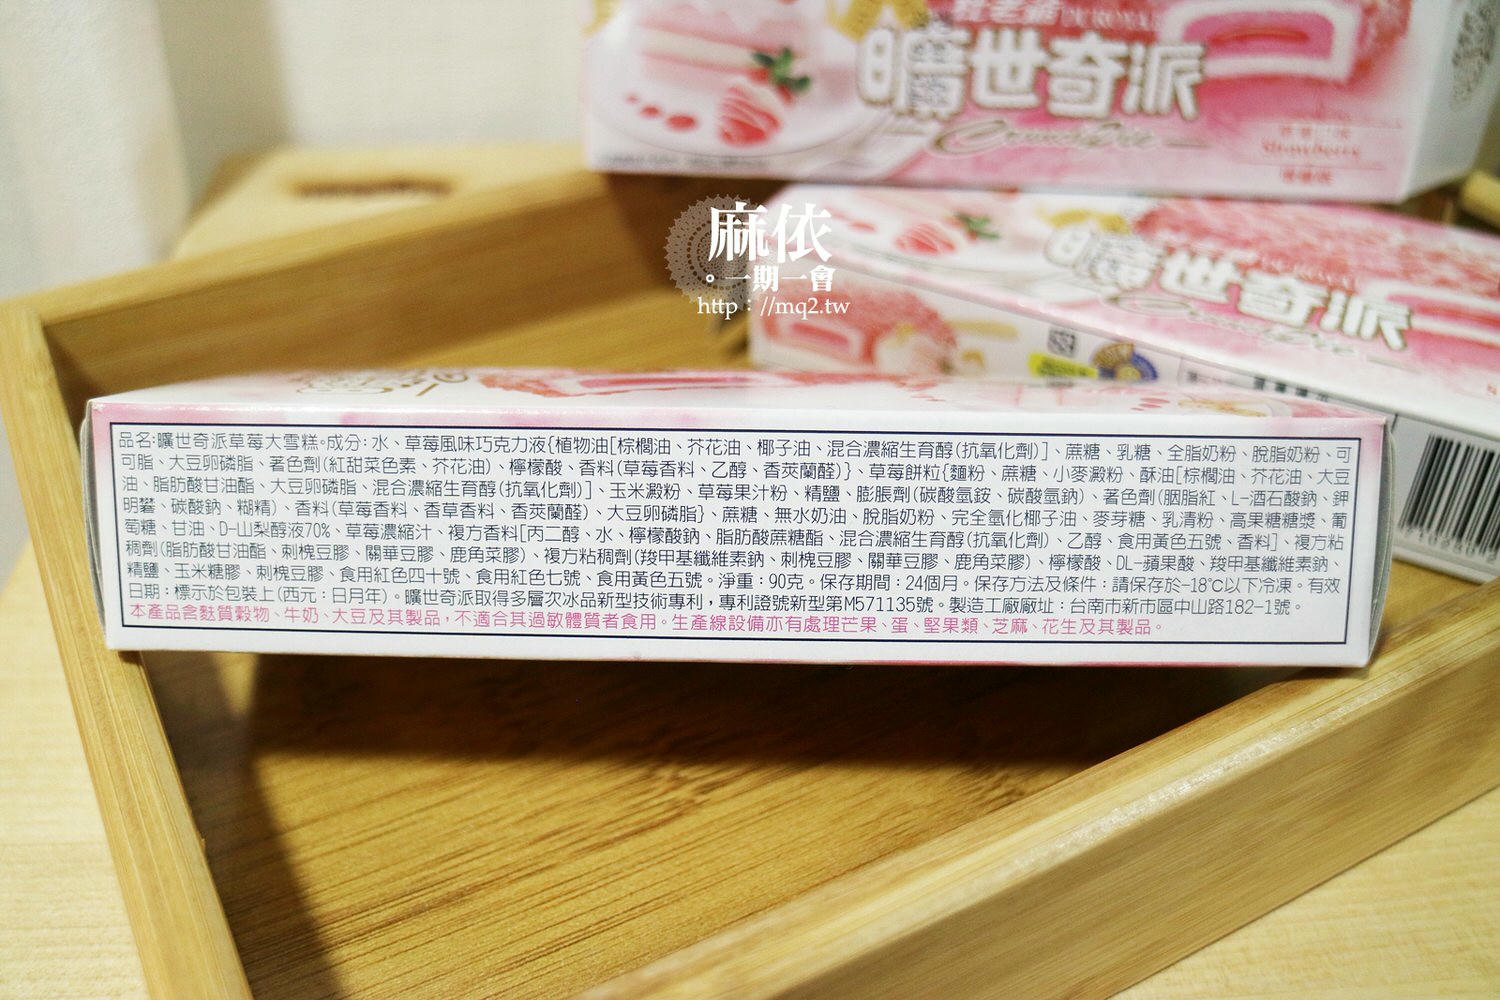 杜老爺 DUROYAL
曠世奇派
CrunchPie
Strawberry
麻依
。一期一會
http://mq2.tw
曠世奇派
品名:曠世奇派草莓大雪糕。成分:水、草莓風味巧克力液{植物油[棕櫚油、芥花油、椰子油、混合濃縮生育醇(抗氧化劑)]、蔗糖、乳糖、全脂奶粉、脫脂奶粉、可
可脂、大豆卵磷脂、著色劑(紅甜菜色素、芥花油)、檸檬酸、香料(草莓香料、乙醇、香莢蘭醛)}、草莓餅粒{麵粉、蔗糖、小麥澱粉、酥油[棕櫚油、芥花油、大豆
油、脂肪酸甘油酯、大豆卵磷脂、混合濃縮生育醇(抗氧化劑)]、玉米澱粉、草莓果汁粉、精鹽、膨脹劑(碳酸氫銨、碳酸氫鈉)、著色劑(胭脂紅、L-酒石酸鈉、鉀
明礬、碳酸鈉、糊精)、香料(草莓香料、香草香料、香莢蘭醛)、大豆卵磷脂}、蔗糖、無水奶油、脫脂奶粉、完全氫化椰子油、麥芽糖、乳清粉、高果糖糖漿、葡
萄糖、甘油、D-山梨醇液70%、草莓濃縮汁、複方香料[丙二醇、水、檸檬酸鈉、脂肪酸蔗糖酯、混合濃縮生育醇(抗氧化劑)、乙醇、食用黃色五號、香料]、複方粘
稠劑(脂肪酸甘油酯、刺槐豆膠、關華豆膠、鹿角菜膠)、複方粘稠劑(羧甲基纖維素鈉、刺槐豆膠、關華豆膠、鹿角菜膠)、檸檬酸、DL-蘋果酸、羧甲基纖維素鈉、
精鹽、玉米糖膠、刺槐豆膠、食用紅色四十號、食用紅色七號、食用黃色五號。淨重:90克。保存期間:24個月。保存方法及條件:請保存於-18℃以下冷凍。有效
日期:標示於包裝上(西元:日月年)。曠世奇派取得多層次冰品新型技術專利,專利證號新型第M571135號。製造工廠廠址:台南市新市區中山路182-1號。
本產品含麩質穀物、牛奶、大豆及其製品,不適合其過敏體質者食用。生產線設備亦有處理芒果、蛋、堅果類、芝麻、花生及其製品。